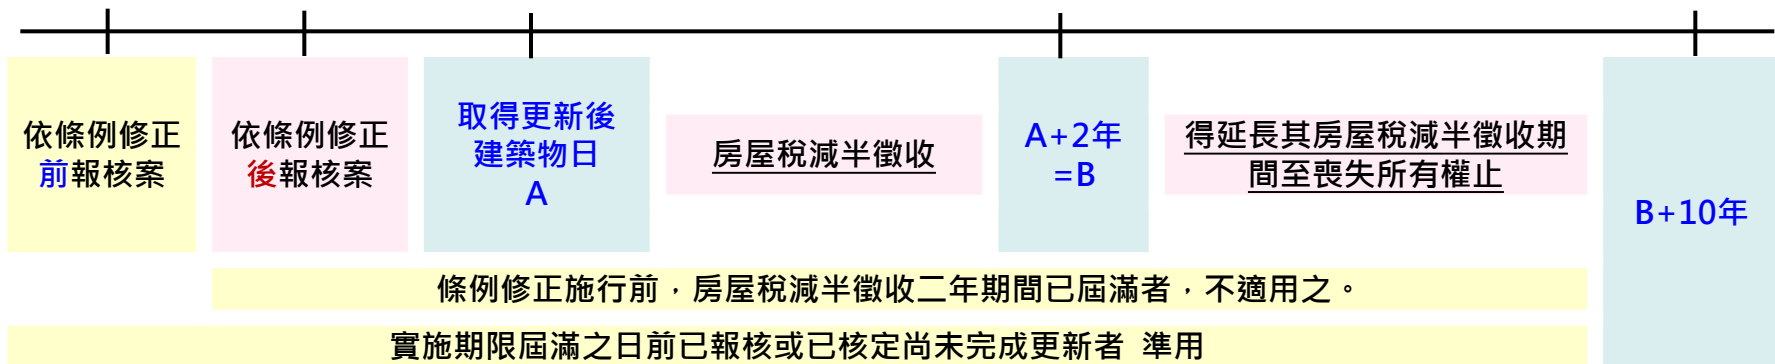 依條例修正
前報核案
依條例修正
後報核案
取得更新後
建築物日
A
房屋稅減半徵收
A+2年
=B
得延長其房屋稅減半徵收期
間至喪失所有權止
B+10年
條例修正施行前，房屋稅減半徵收二年期間已屆滿者，不適用之。
實施期限屆滿之日前已報核或已核定尚未完成更新者 準用